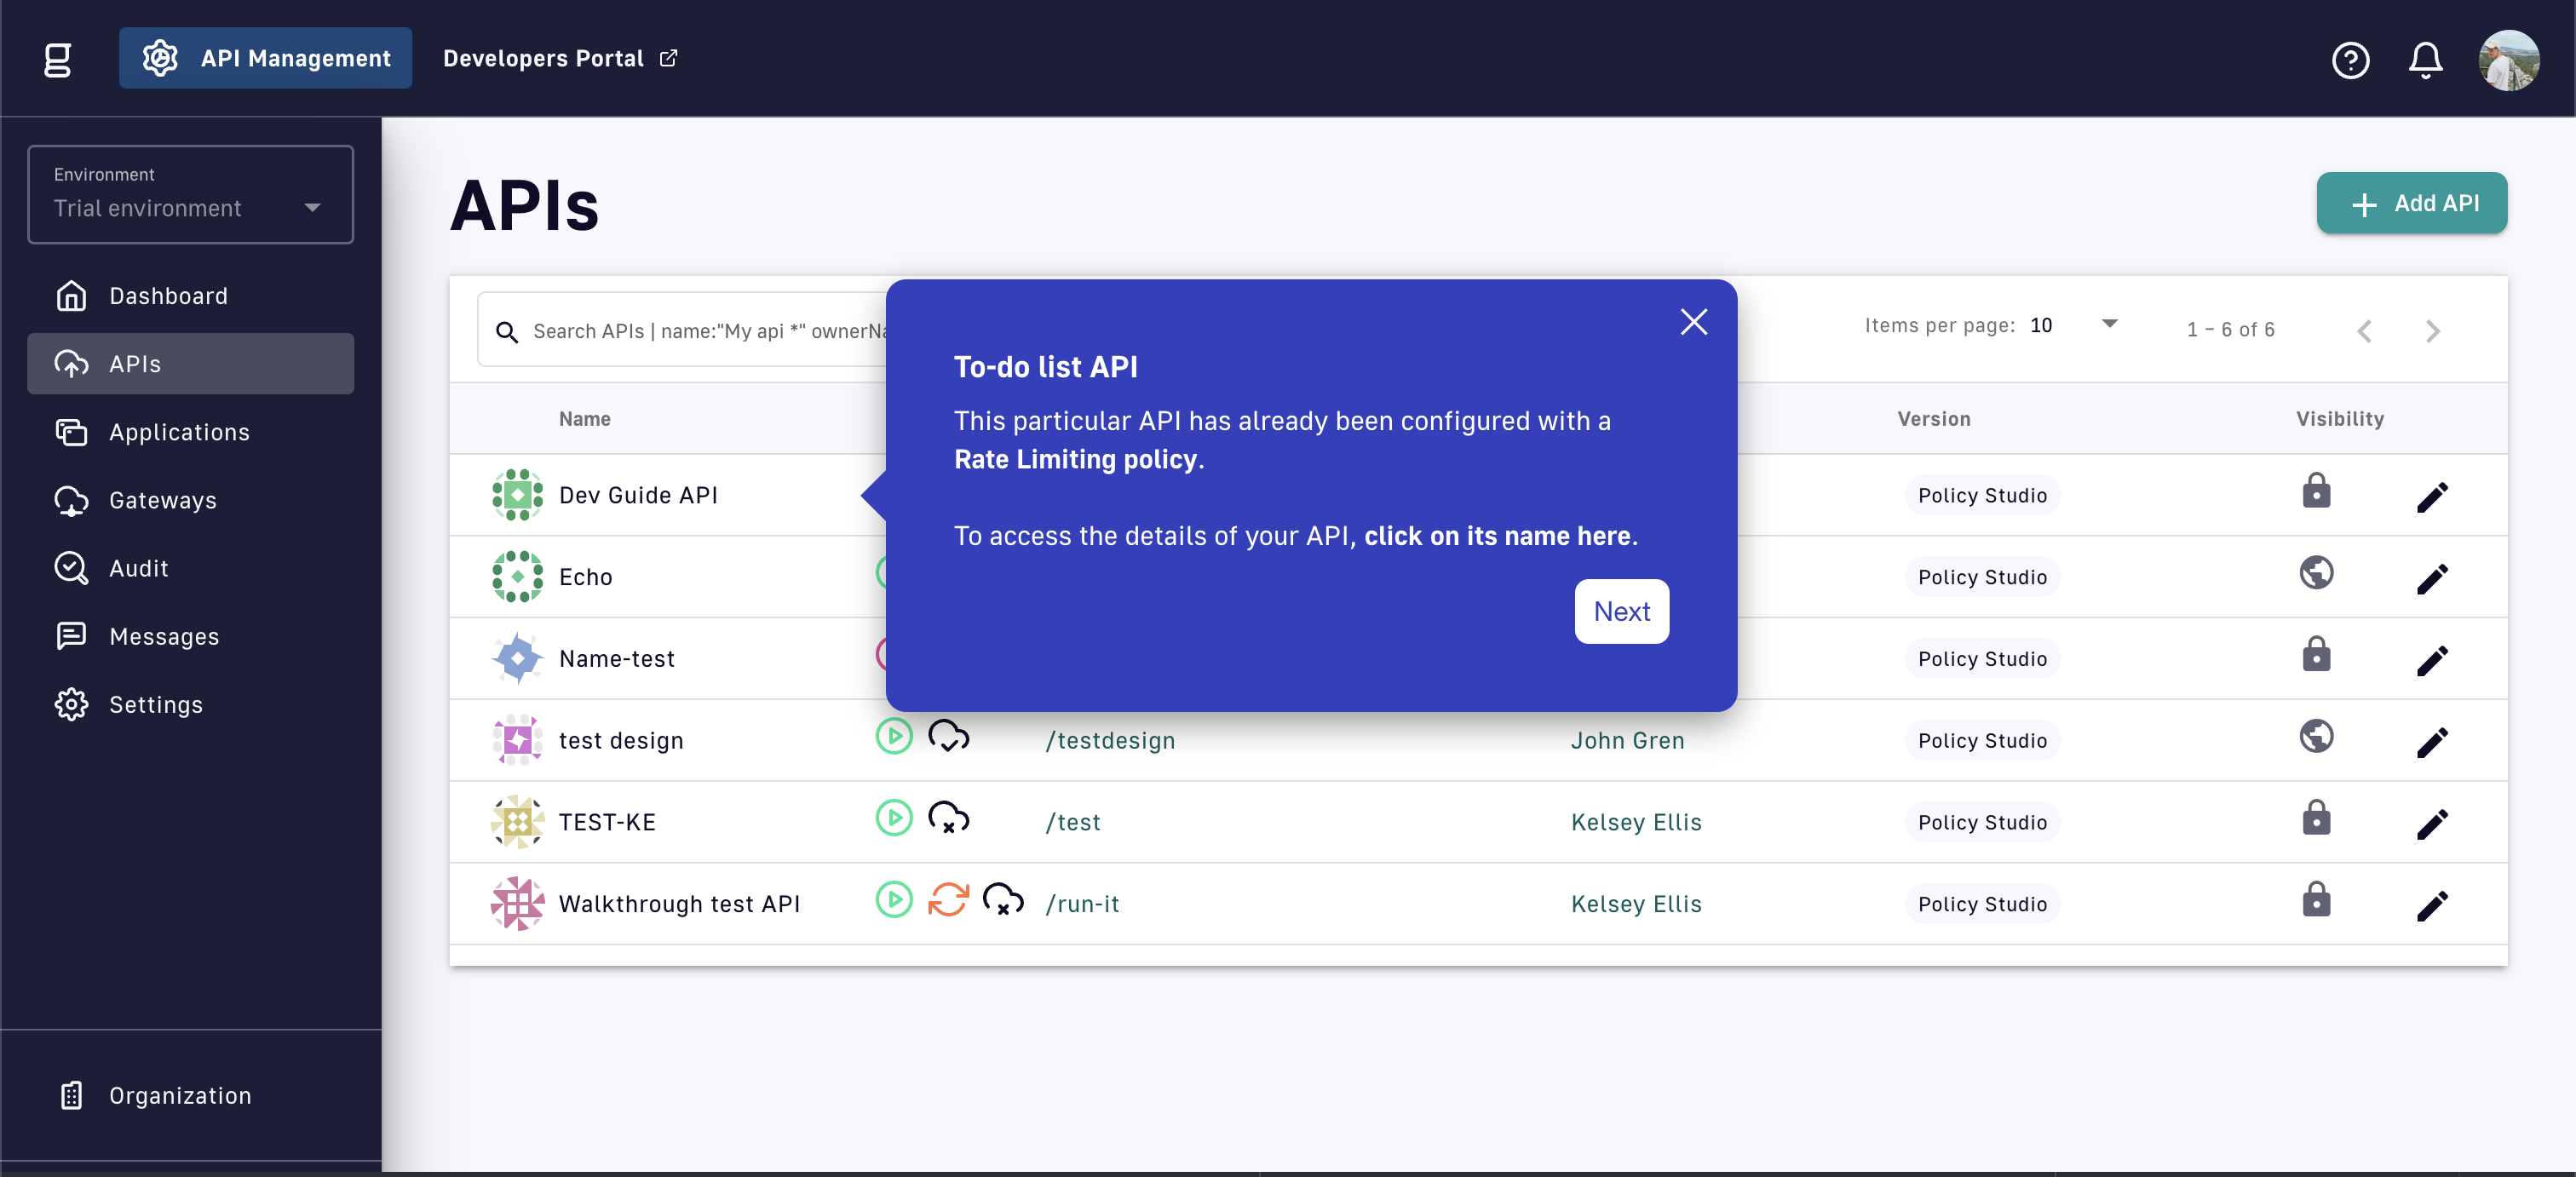 API Management
Developers Portal
Environment
Trial environment
Dashboard
APIs
Applications
Gateways
Audit
Messages
Settings
Organization
APIs
Add API
Search APIs | name:"My api *" ownerNa
Items per page: 10
1 – 6 of 6
Name
Version
Visibility
Dev Guide API
Policy Studio
Echo
Policy Studio
Name-test
Policy Studio
test design
/testdesign
John Gren
Policy Studio
TEST-KE
/test
Kelsey Ellis
Policy Studio
Walkthrough test API
/run-it
Kelsey Ellis
Policy Studio
To-do list API
This particular API has already been configured with a
Rate Limiting policy.
To access the details of your API, click on its name here.
Next